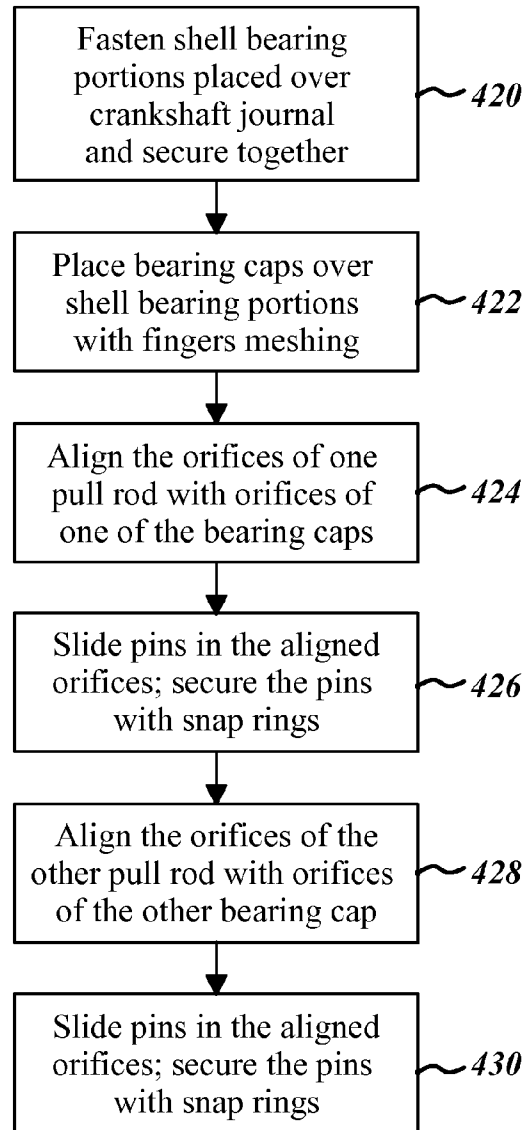 Fasten shell bearing
portions placed over
crankshaft journal
and secure together
420
Place bearing caps over
shell bearing portions
with fingers meshing
422
Align the orifices of one
pull rod with orifices of
one of the bearing caps
424
Slide pins in the aligned
orifices; secure the pins
with snap rings
426
Align the orifices of the
other pull rod with orifices
of the other bearing cap
428
Slide pins in the aligned
orifices; secure the pins
with snap rings
430